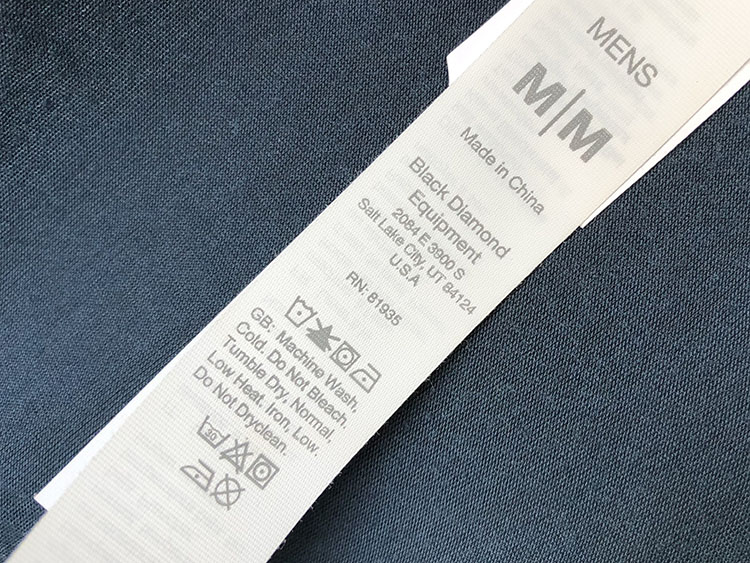 MENS
M|M
Made in China
Black Diamond
Equipment
2084 E 3900 S
Salt Lake City, UT 84124
U.S.A
RN: 81935
GB: Machine Wash,
Cold. Do Not Bleach.
Tumble Dry, Normal,
Low Heat. Iron, Low.
Do Not Dryclean.
30